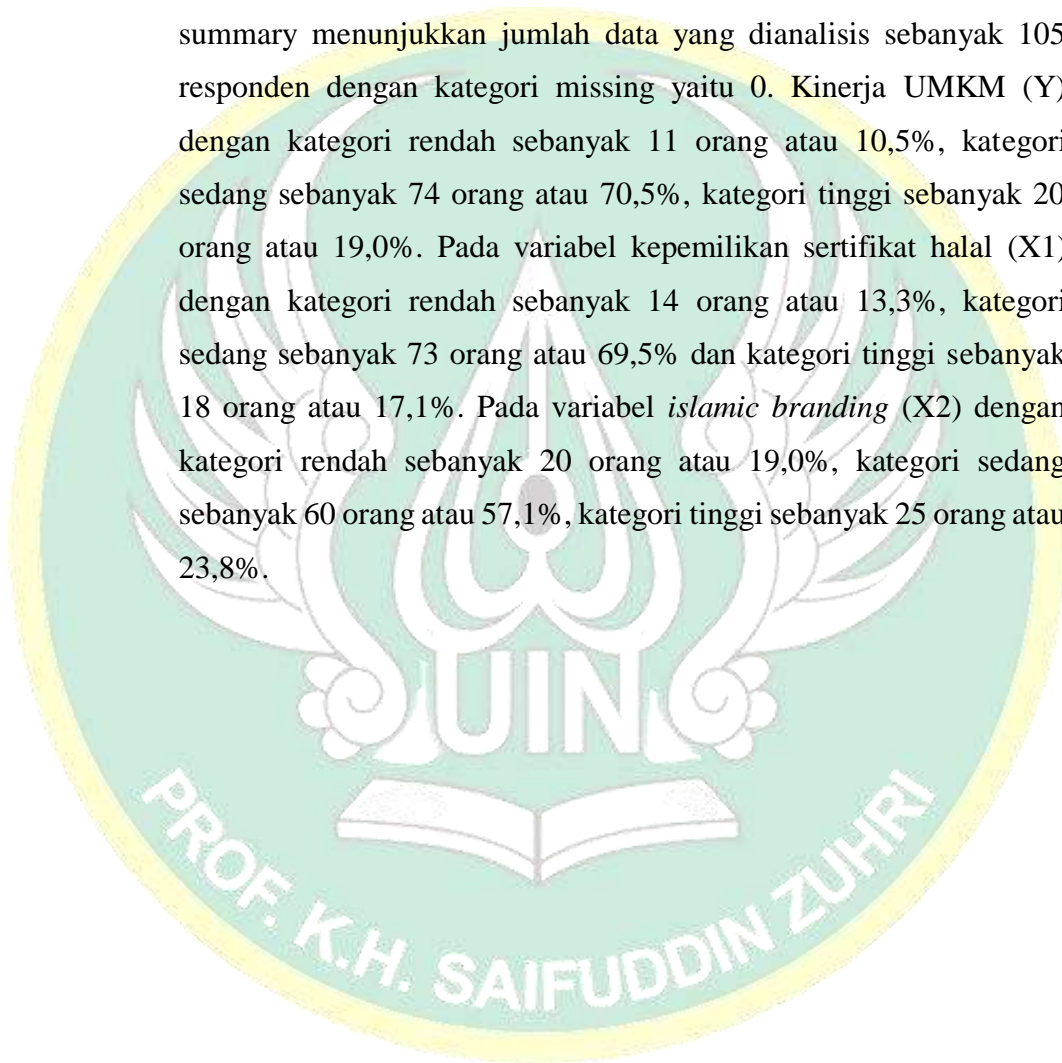 summary menunjukkan jumlah data yang dianalisis sebanyak 105
responden dengan kategori missing yaitu 0. Kinerja UMKM (Y)
dengan kategori rendah sebanyak 11 orang atau 10,5%, kategori
sedang sebanyak 74 orang atau 70,5%, kategori tinggi sebanyak 20
orang atau 19,0%. Pada variabel kepemilikan sertifikat halal (X1)
dengan kategori rendah sebanyak 14 orang atau 13,3%, kategori
sedang sebanyak 73 orang atau 69,5% dan kategori tinggi sebanyak
18 orang atau 17,1%. Pada variabel islamic branding (X2) dengan
kategori rendah sebanyak 20 orang atau 19,0%, kategori sedang
sebanyak 60 orang atau 57,1%, kategori tinggi sebanyak 25 orang atau
23,8%.
UIN
PROF. K.H. SAIFUDDIN ZUHRI